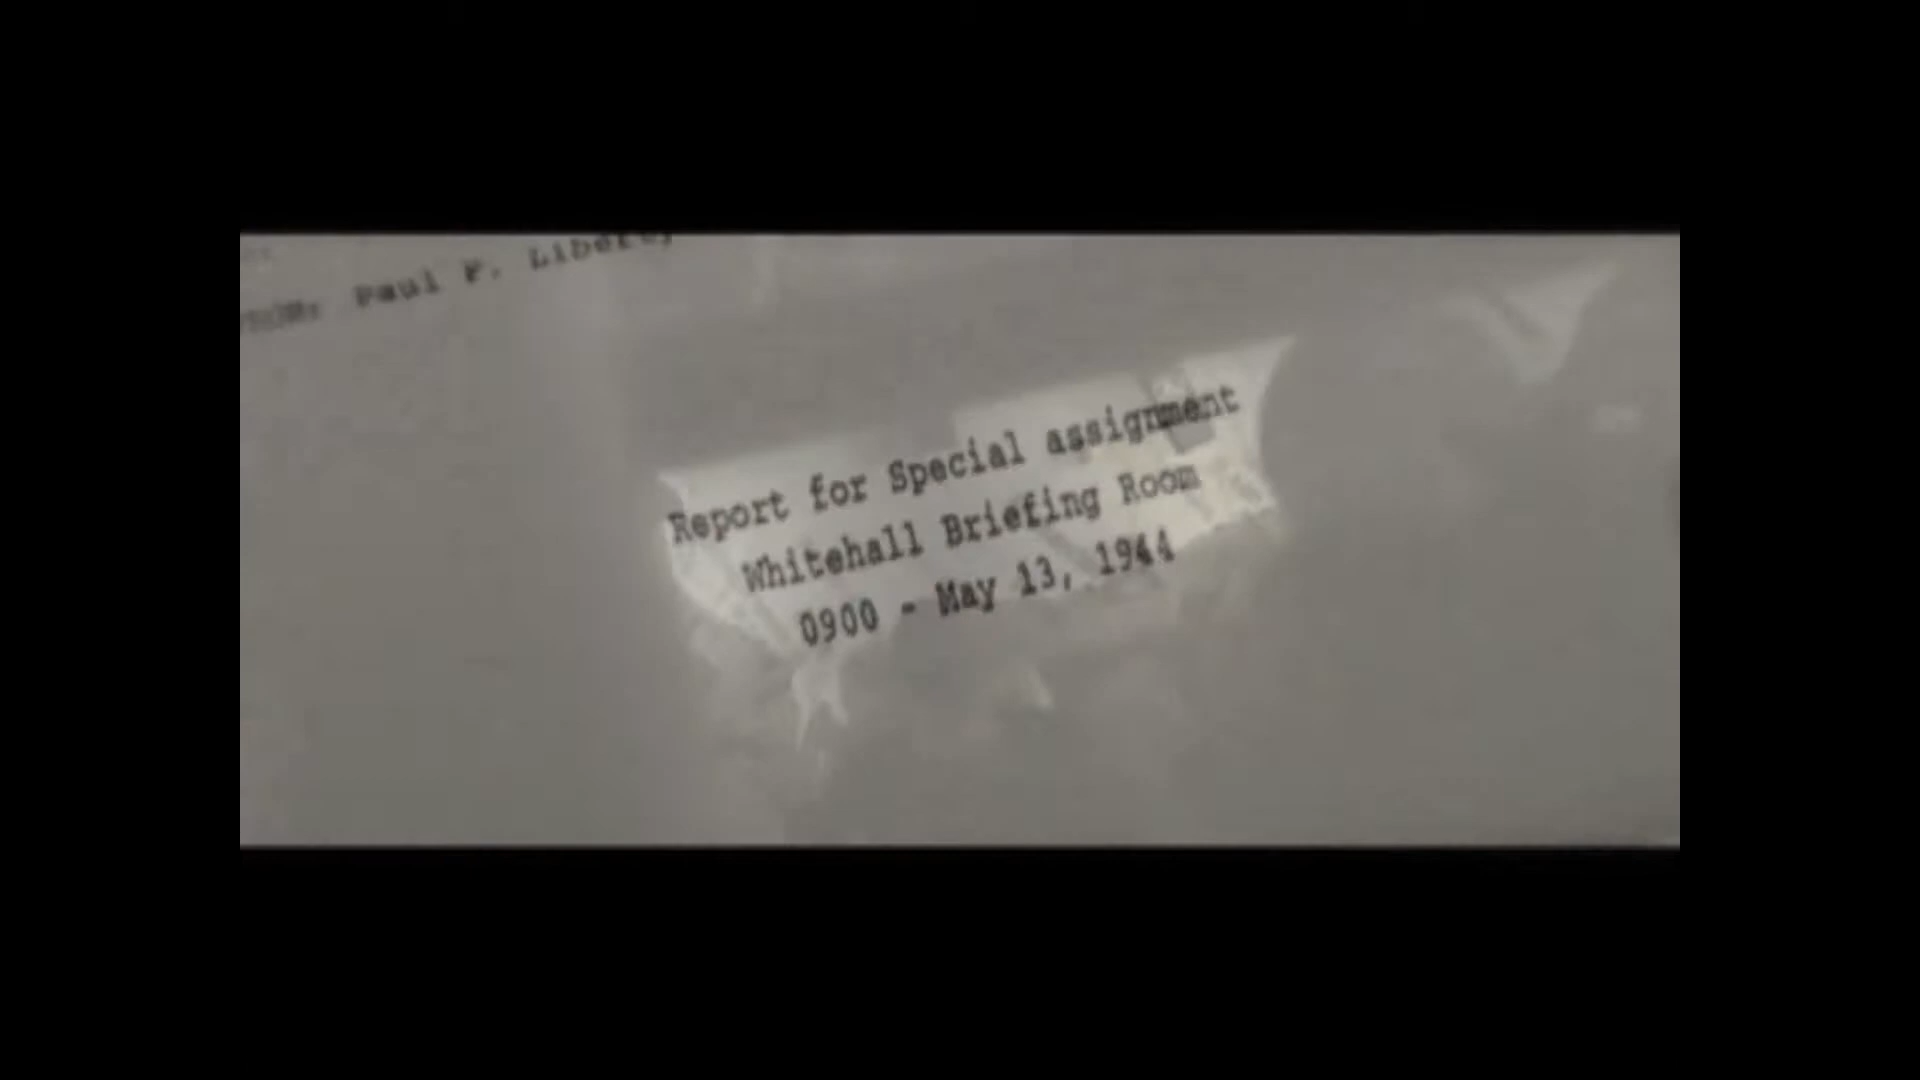 Paul F.
Report for Special assignment
Whitehall Briefing Room
0900 - May 13, 1944